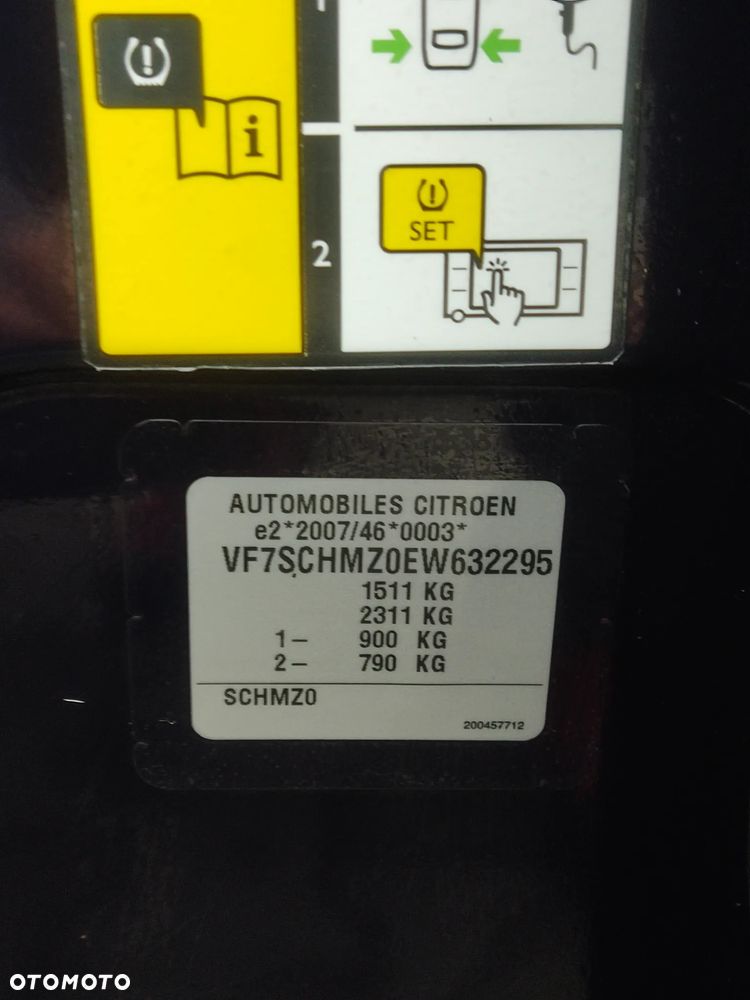 1
i
SET
2
AUTOMOBILES CITROEN
e2*2007/46*0003*
VF7SCHMZ0EW632295
1511 KG
2311 KG
1– 900 KG
2– 790 KG
SCHMZ0
200457712
OTOMOTO